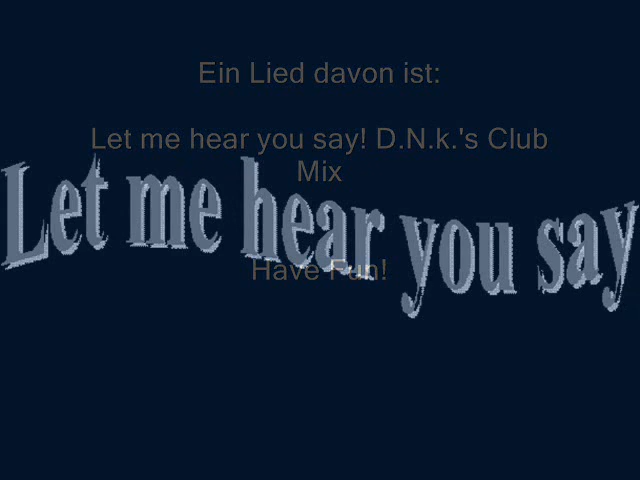 Ein Lied davon ist:
Let me hear you say! D.N.k.'s Club
Mix
Let me hear you say
Have Fun!